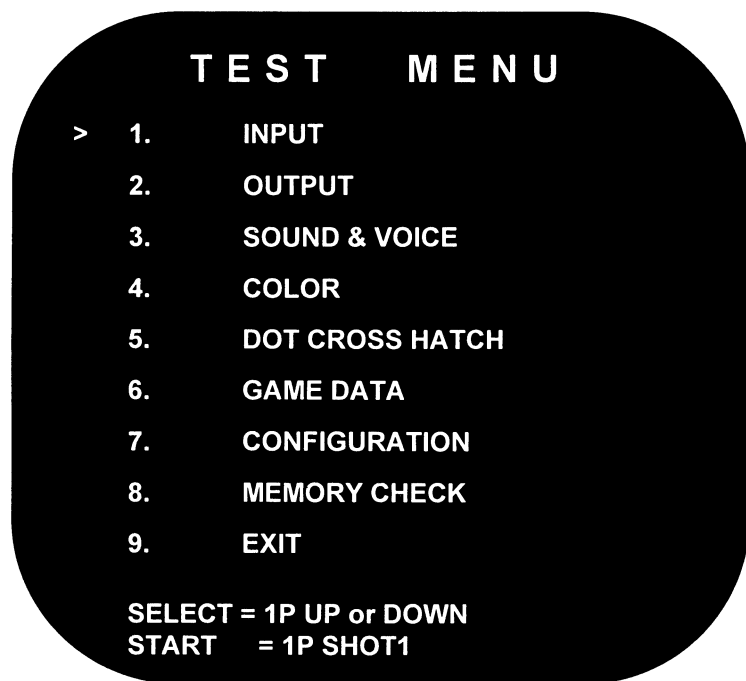 TEST MENU
> 1. INPUT
2. OUTPUT
3. SOUND & VOICE
4. COLOR
5. DOT CROSS HATCH
6. GAME DATA
7. CONFIGURATION
8. MEMORY CHECK
9. EXIT
SELECT = 1P UP or DOWN
START = 1P SHOT1